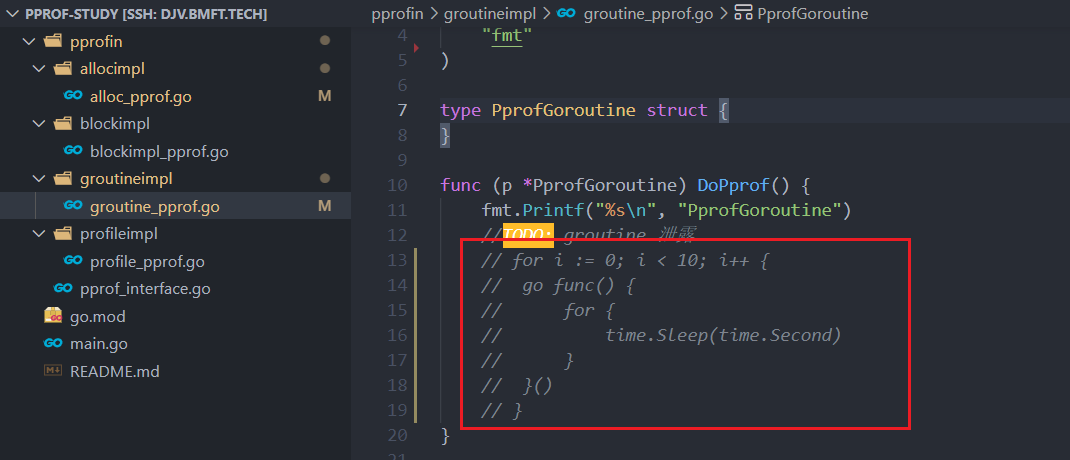 PPROF-STUDY [SSH: DJV.BMFT.TECH]
pprofin
allocimpl
alloc_pprof.go M
blockimpl
blockimpl_pprof.go
groutineimpl
groutine_pprof.go M
profileimpl
profile_pprof.go
pprof_interface.go
go.mod
main.go
README.md
pprofin > groutineimpl > groutine_pprof.go > PprofGoroutine
4 "fmt"
5 )
6
7 type PprofGoroutine struct {
8 }
9
10 func (p *PprofGoroutine) DoPprof() {
11 fmt.Printf("%s\n", "PprofGoroutine")
12 //TODO: groutine 泄露
13 // for i := 0; i < 10; i++ {
14 // go func() {
15 // for {
16 // time.Sleep(time.Second)
17 // }
18 // }()
19 // }
20 }
21